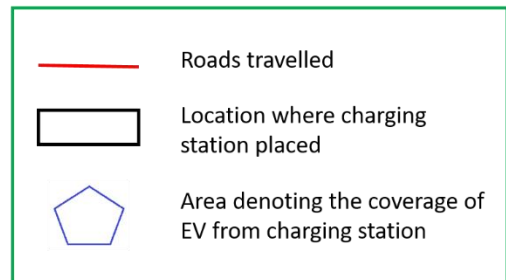 Roads travelled
Location where charging
station placed
Area denoting the coverage of
EV from charging station